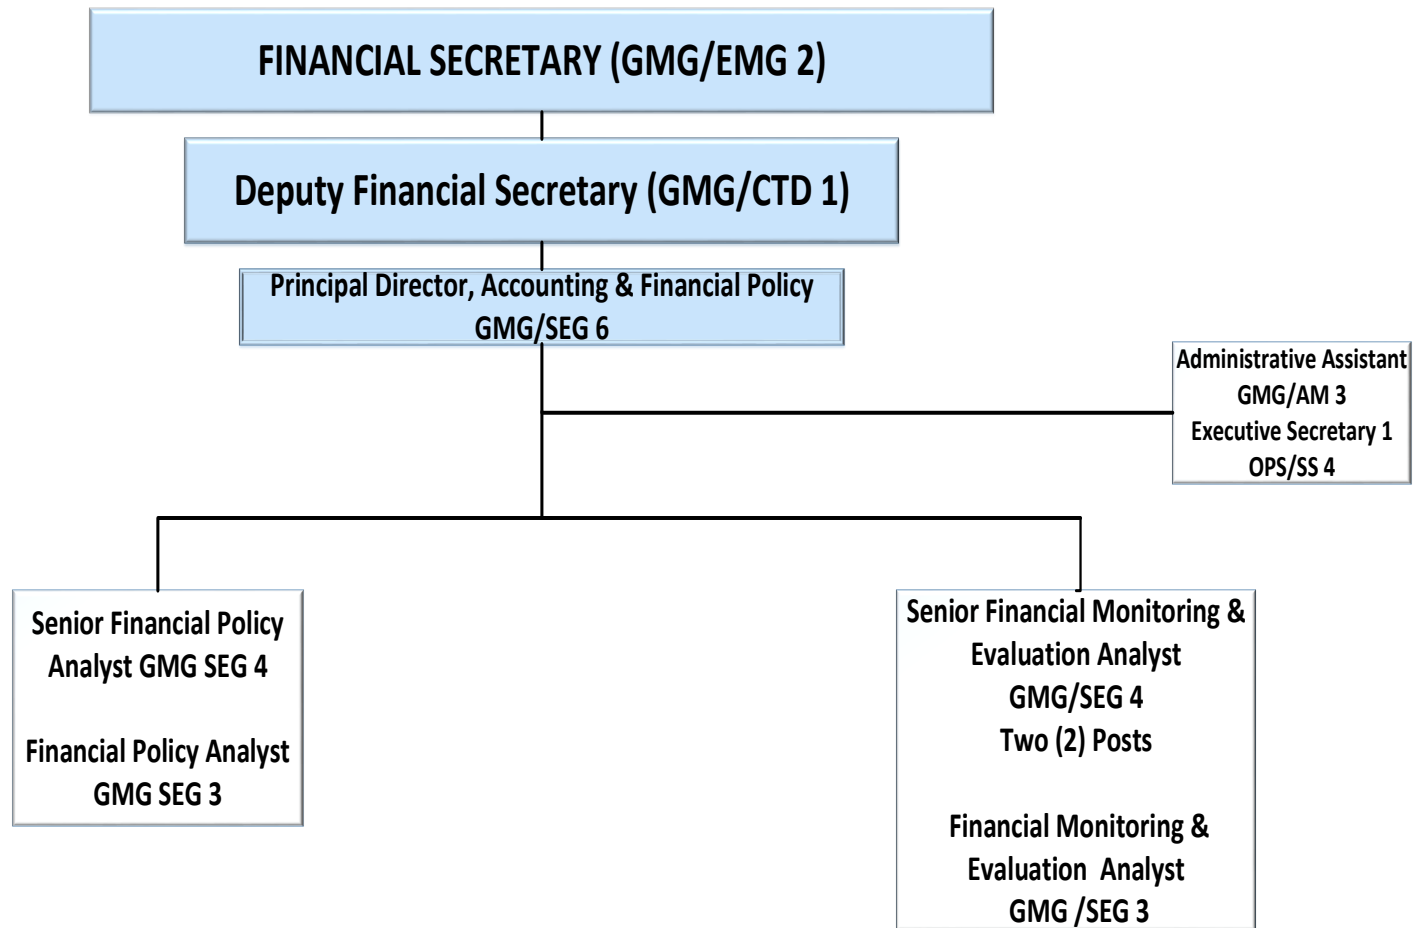 FINANCIAL SECRETARY (GMG/EMG 2)
Deputy Financial Secretary (GMG/CTD 1)
Principal Director, Accounting & Financial Policy
GMG/SEG 6
Administrative Assistant
GMG/AM 3
Executive Secretary 1
OPS/SS 4
Senior Financial Policy
Analyst GMG SEG 4
Financial Policy Analyst
GMG SEG 3
Senior Financial Monitoring &
Evaluation Analyst
GMG/SEG 4
Two (2) Posts
Financial Monitoring &
Evaluation Analyst
GMG /SEG 3